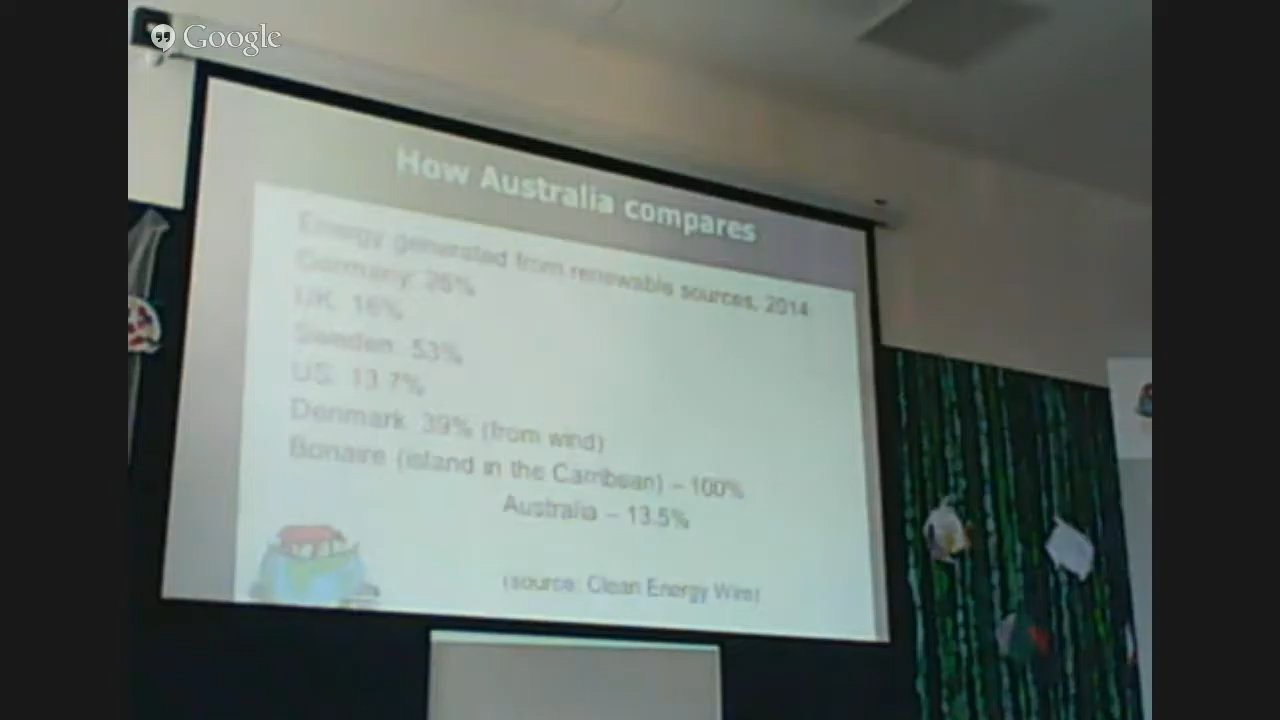 Google
How Australia compares
Energy generated from renewable sources, 2014
Germany: 26%
UK: 16%
Sweden: 53%
US: 13.7%
Denmark: 39% (from wind)
Bonaire (island in the Carribean) – 100%
Australia – 13.5%
(source: Clean Energy Wire)